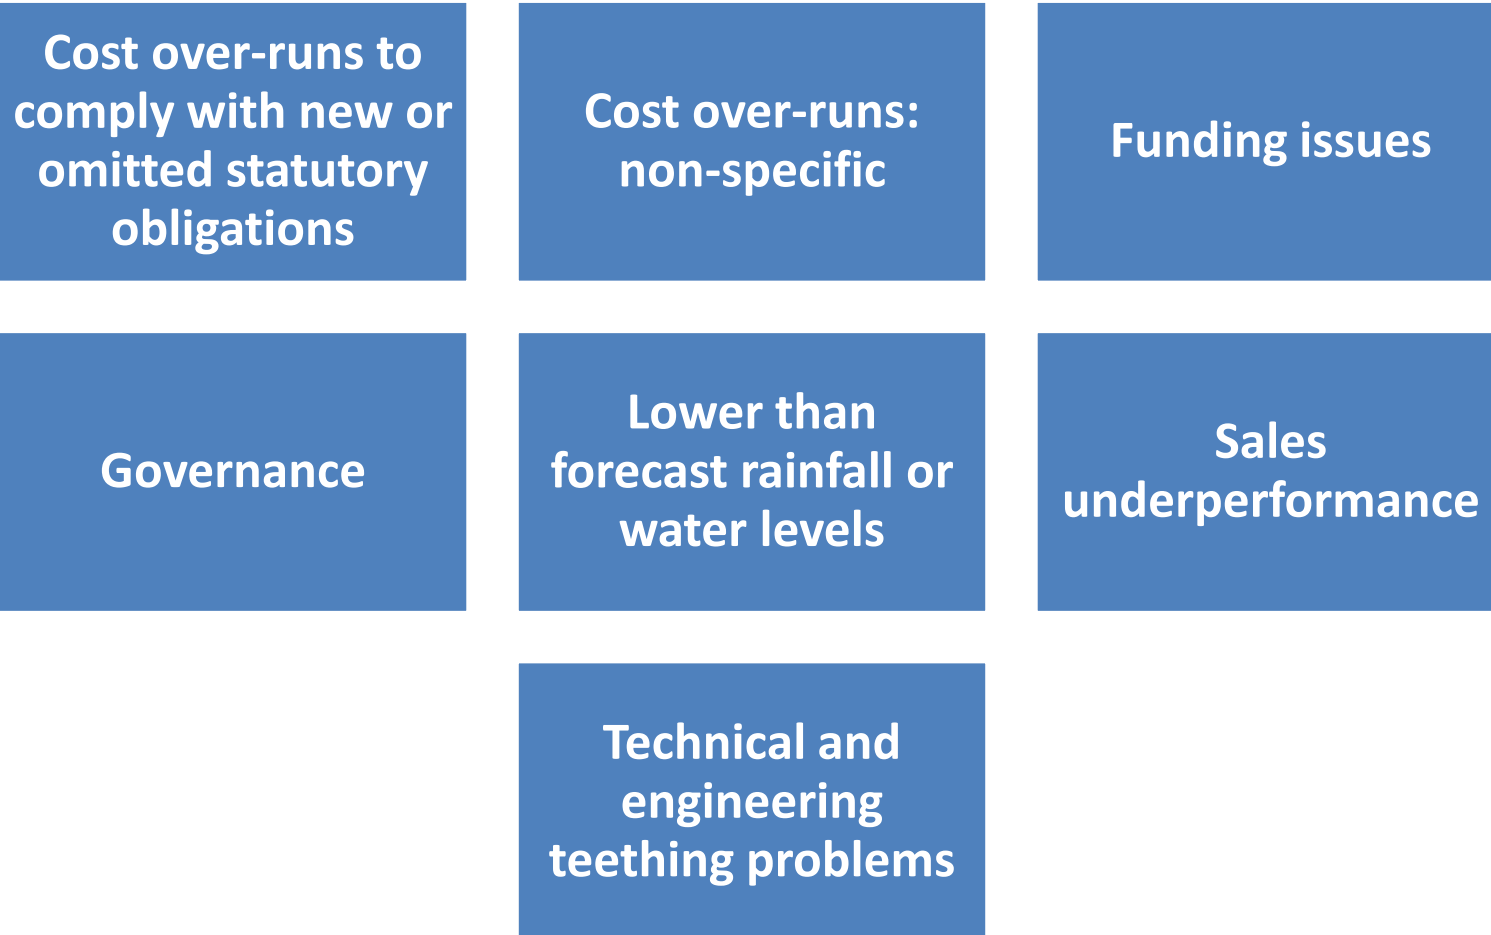 Cost over-runs to
comply with new or
omitted statutory
obligations
Cost over-runs:
non-specific
Funding issues
Governance
Lower than
forecast rainfall or
water levels
Sales
underperformance
Technical and
engineering
teething problems